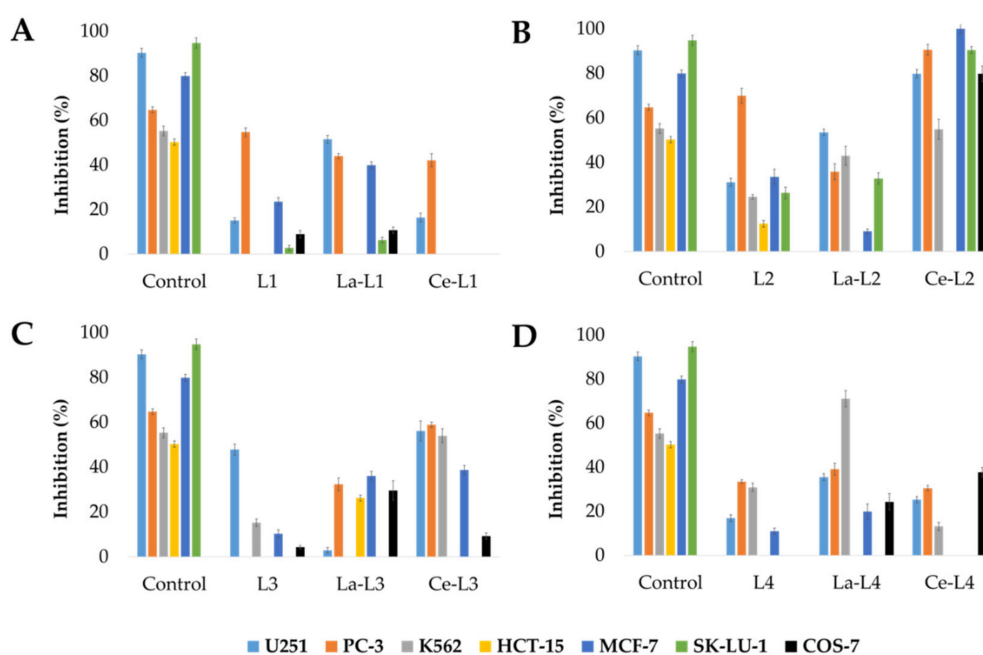 A
Inhibition (%)
100
80
60
40
20
0
Control L1 La-L1 Ce-L1
B
Inhibition (%)
100
80
60
40
20
0
Control L2 La-L2 Ce-L2
C
Inhibition (%)
100
80
60
40
20
0
Control L3 La-L3 Ce-L3
D
Inhibition (%)
100
80
60
40
20
0
Control L4 La-L4 Ce-L4
U251 PC-3 K562 HCT-15 MCF-7 SK-LU-1 COS-7